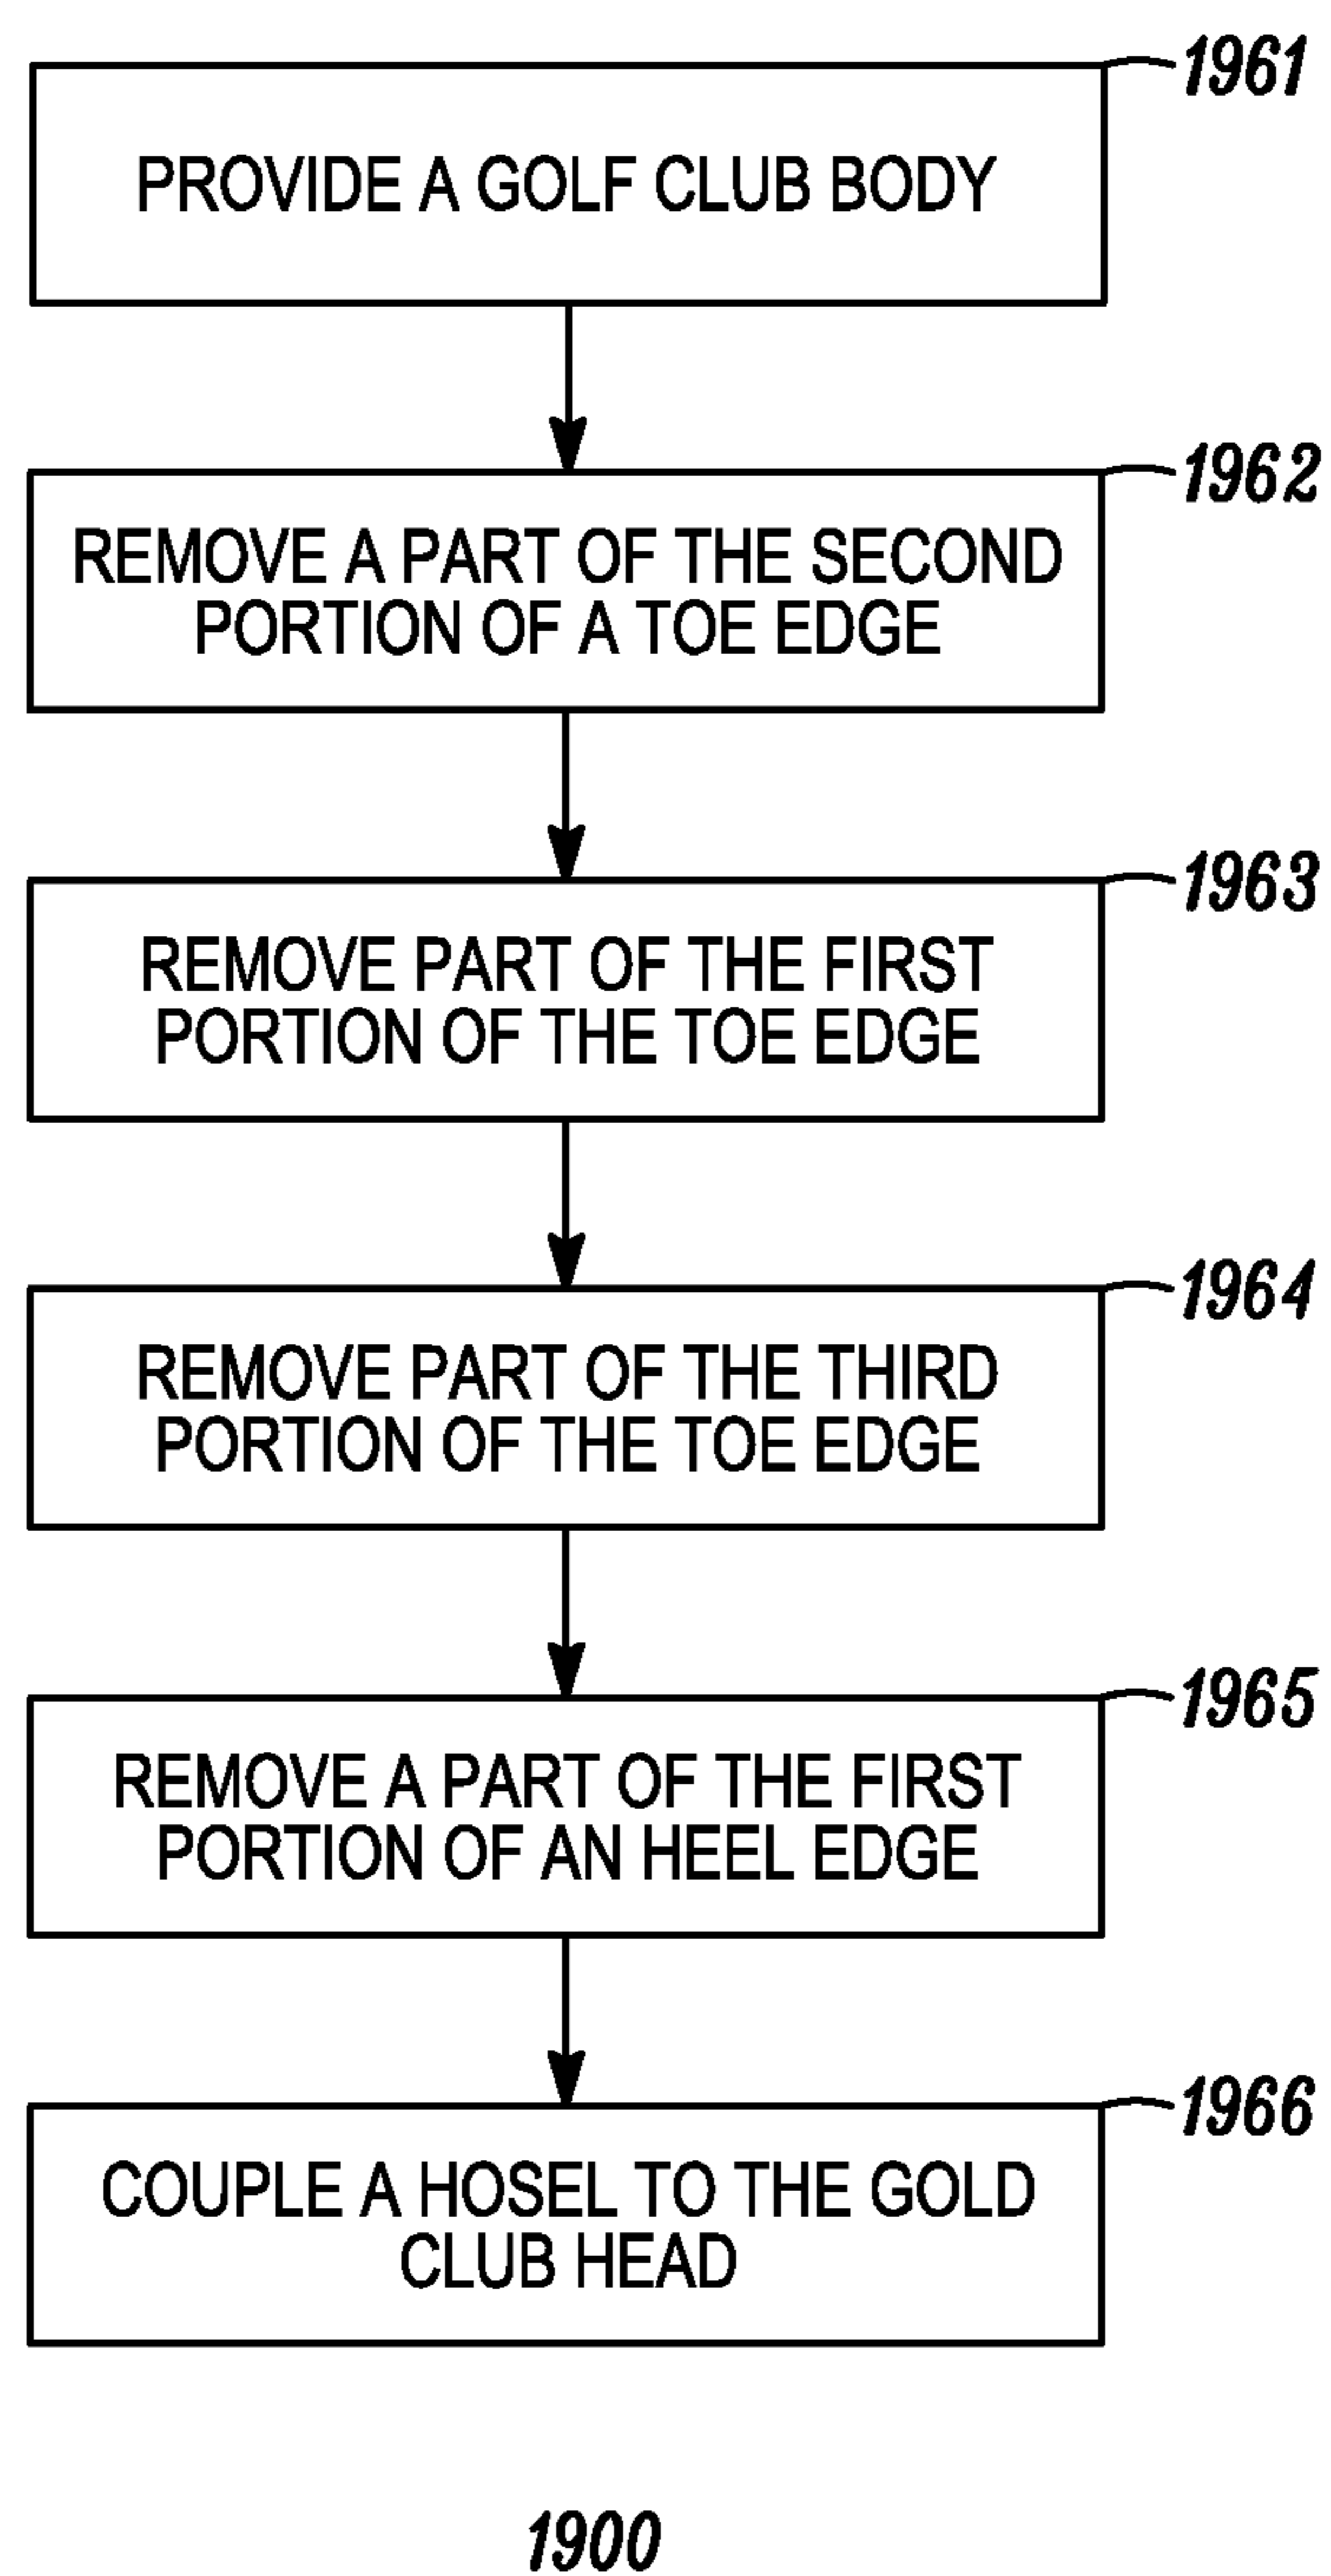 1961
PROVIDE A GOLF CLUB BODY
1962
REMOVE A PART OF THE SECOND
PORTION OF A TOE EDGE
1963
REMOVE PART OF THE FIRST
PORTION OF THE TOE EDGE
1964
REMOVE PART OF THE THIRD
PORTION OF THE TOE EDGE
1965
REMOVE A PART OF THE FIRST
PORTION OF AN HEEL EDGE
1966
COUPLE A HOSEL TO THE GOLD
CLUB HEAD
1900